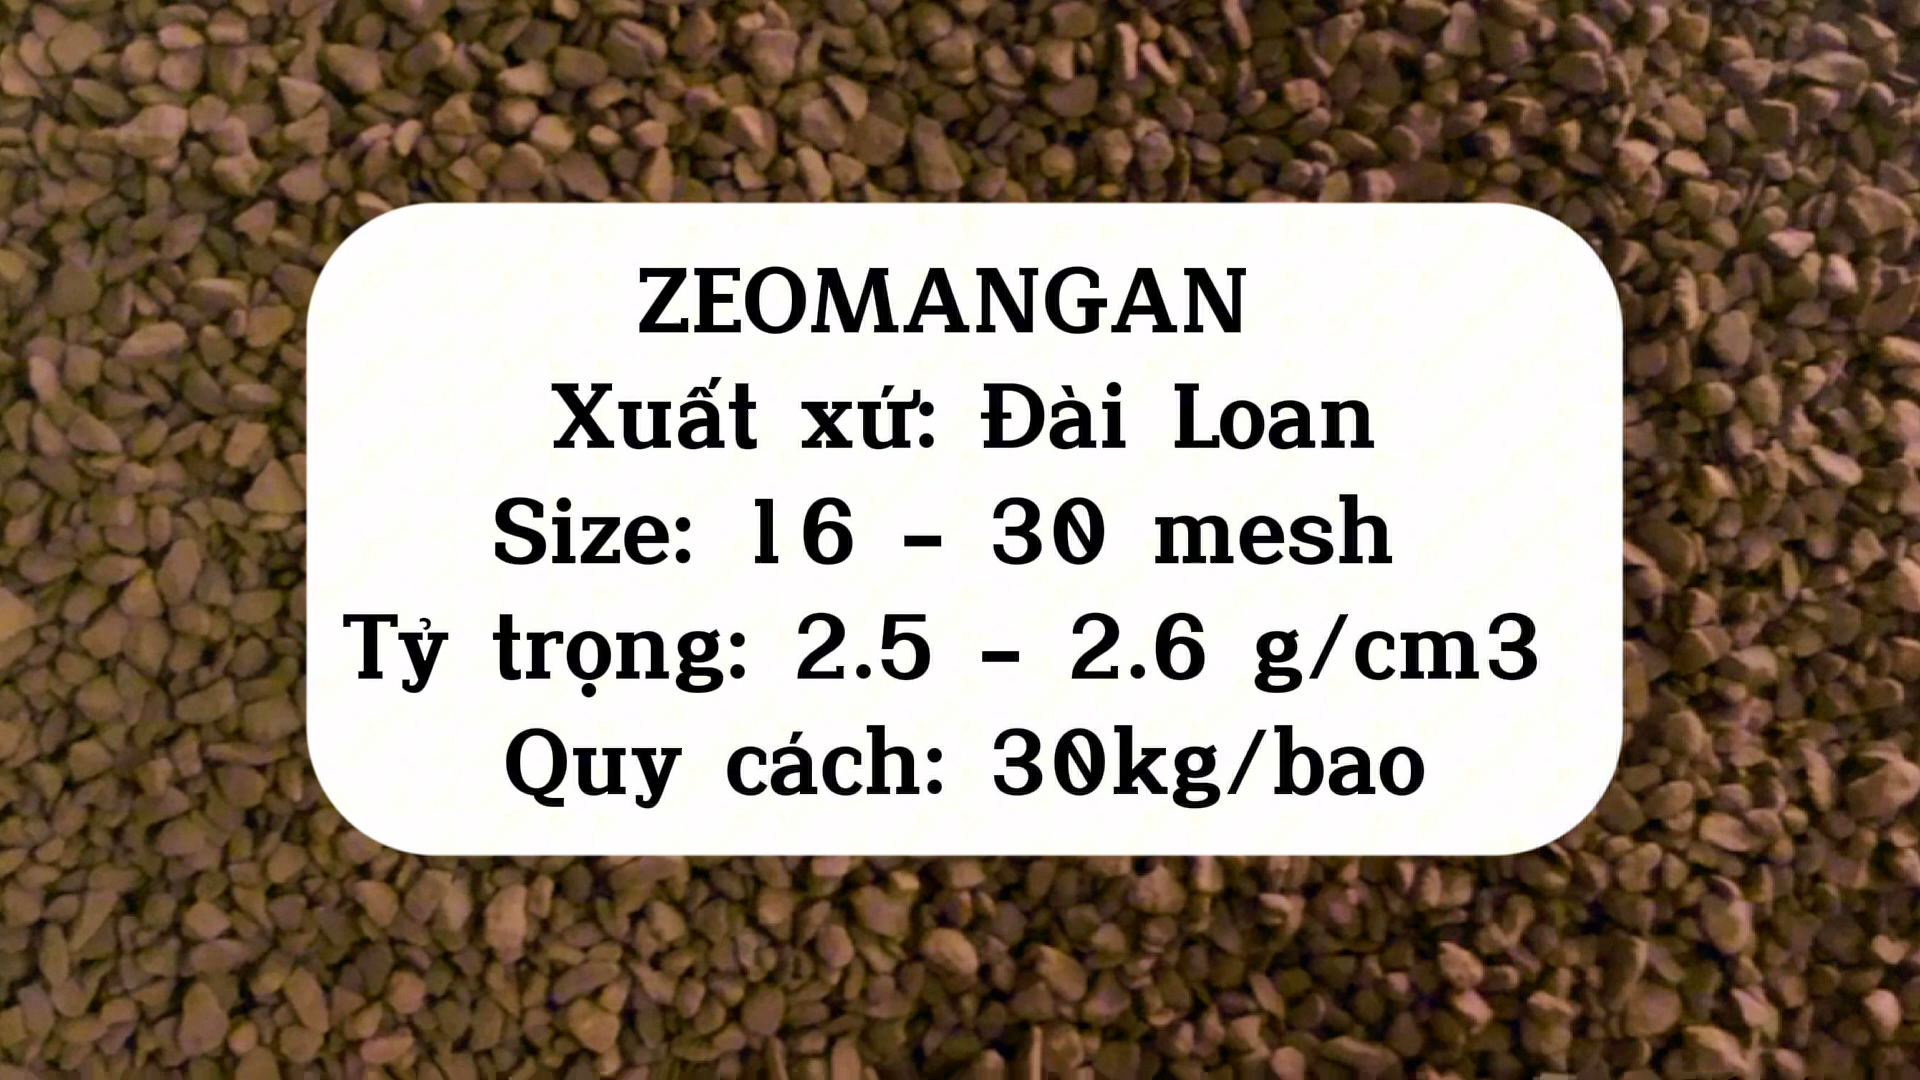 ZEOMANGAN
Xuất xứ: Đài Loan
Size: 16 – 30 mesh
Tỷ trọng: 2.5 – 2.6 g/cm3
Quy cách: 30kg/bao